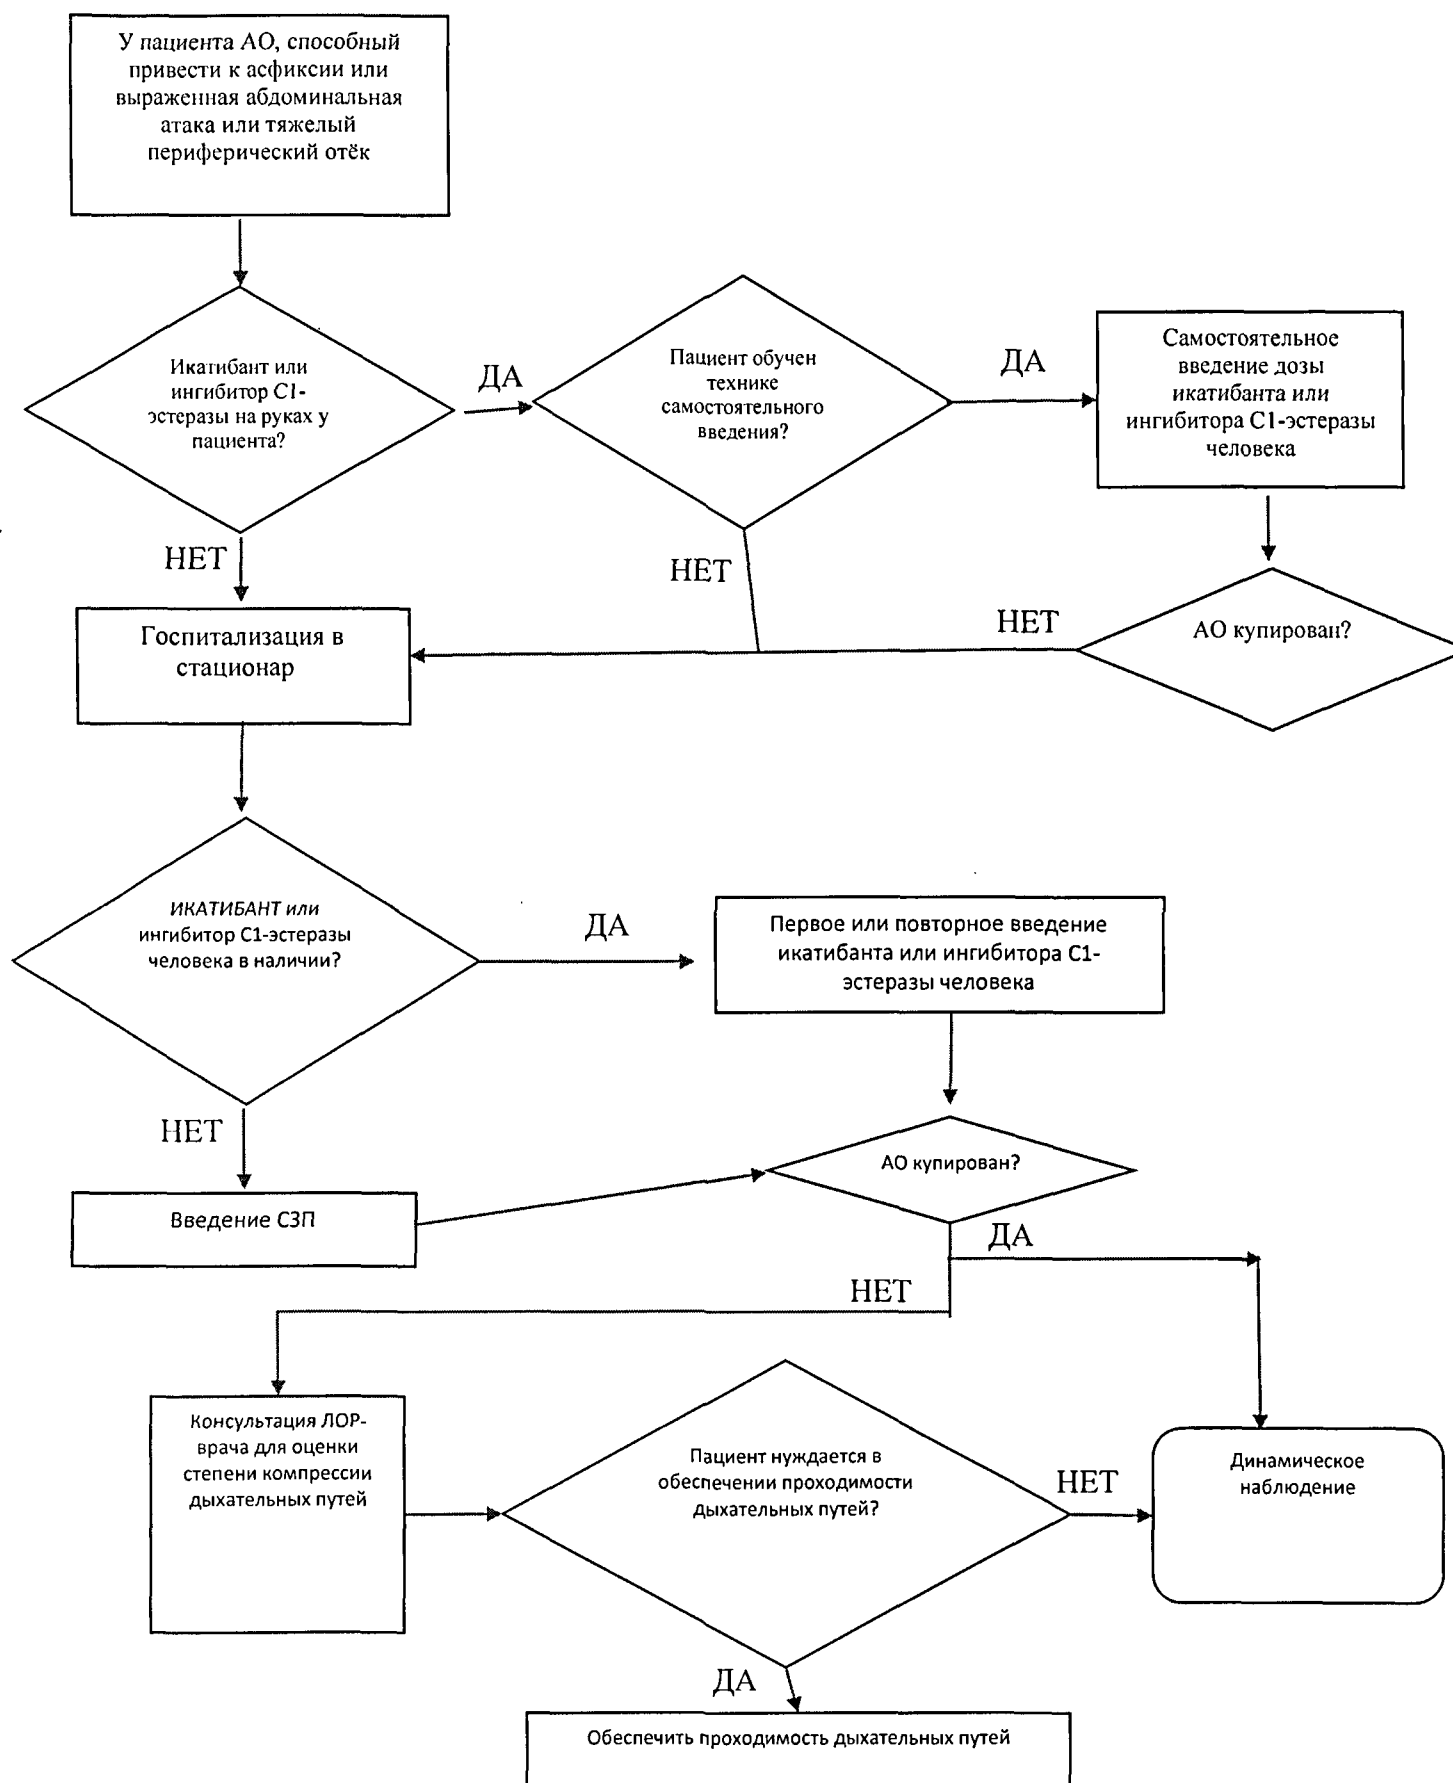 У пациента АО, способный
привести к асфиксии или
выраженная абдоминальная
атака или тяжелый
периферический отёк
Икатибант или
ингибитор С1-
эстеразы на руках у
пациента?
ДА
Пациент обучен
технике
самостоятельного
введения?
ДА
Самостоятельное
введение дозы
икатибанта или
ингибитора С1-эстеразы
человека
НЕТ
НЕТ
НЕТ
АО купирован?
Госпитализация в
стационар
ИКАТИБАНТ или
ингибитор С1-эстеразы
человека в наличии?
ДА
Первое или повторное введение
икатибанта или ингибитора С1-
эстеразы человека
НЕТ
АО купирован?
Введение СЗП
ДА
НЕТ
Консультация ЛОР-
врача для оценки
степени компрессии
дыхательных путей
Пациент нуждается в
обеспечении проходимости
дыхательных путей?
НЕТ
Динамическое
наблюдение
ДА
Обеспечить проходимость дыхательных путей